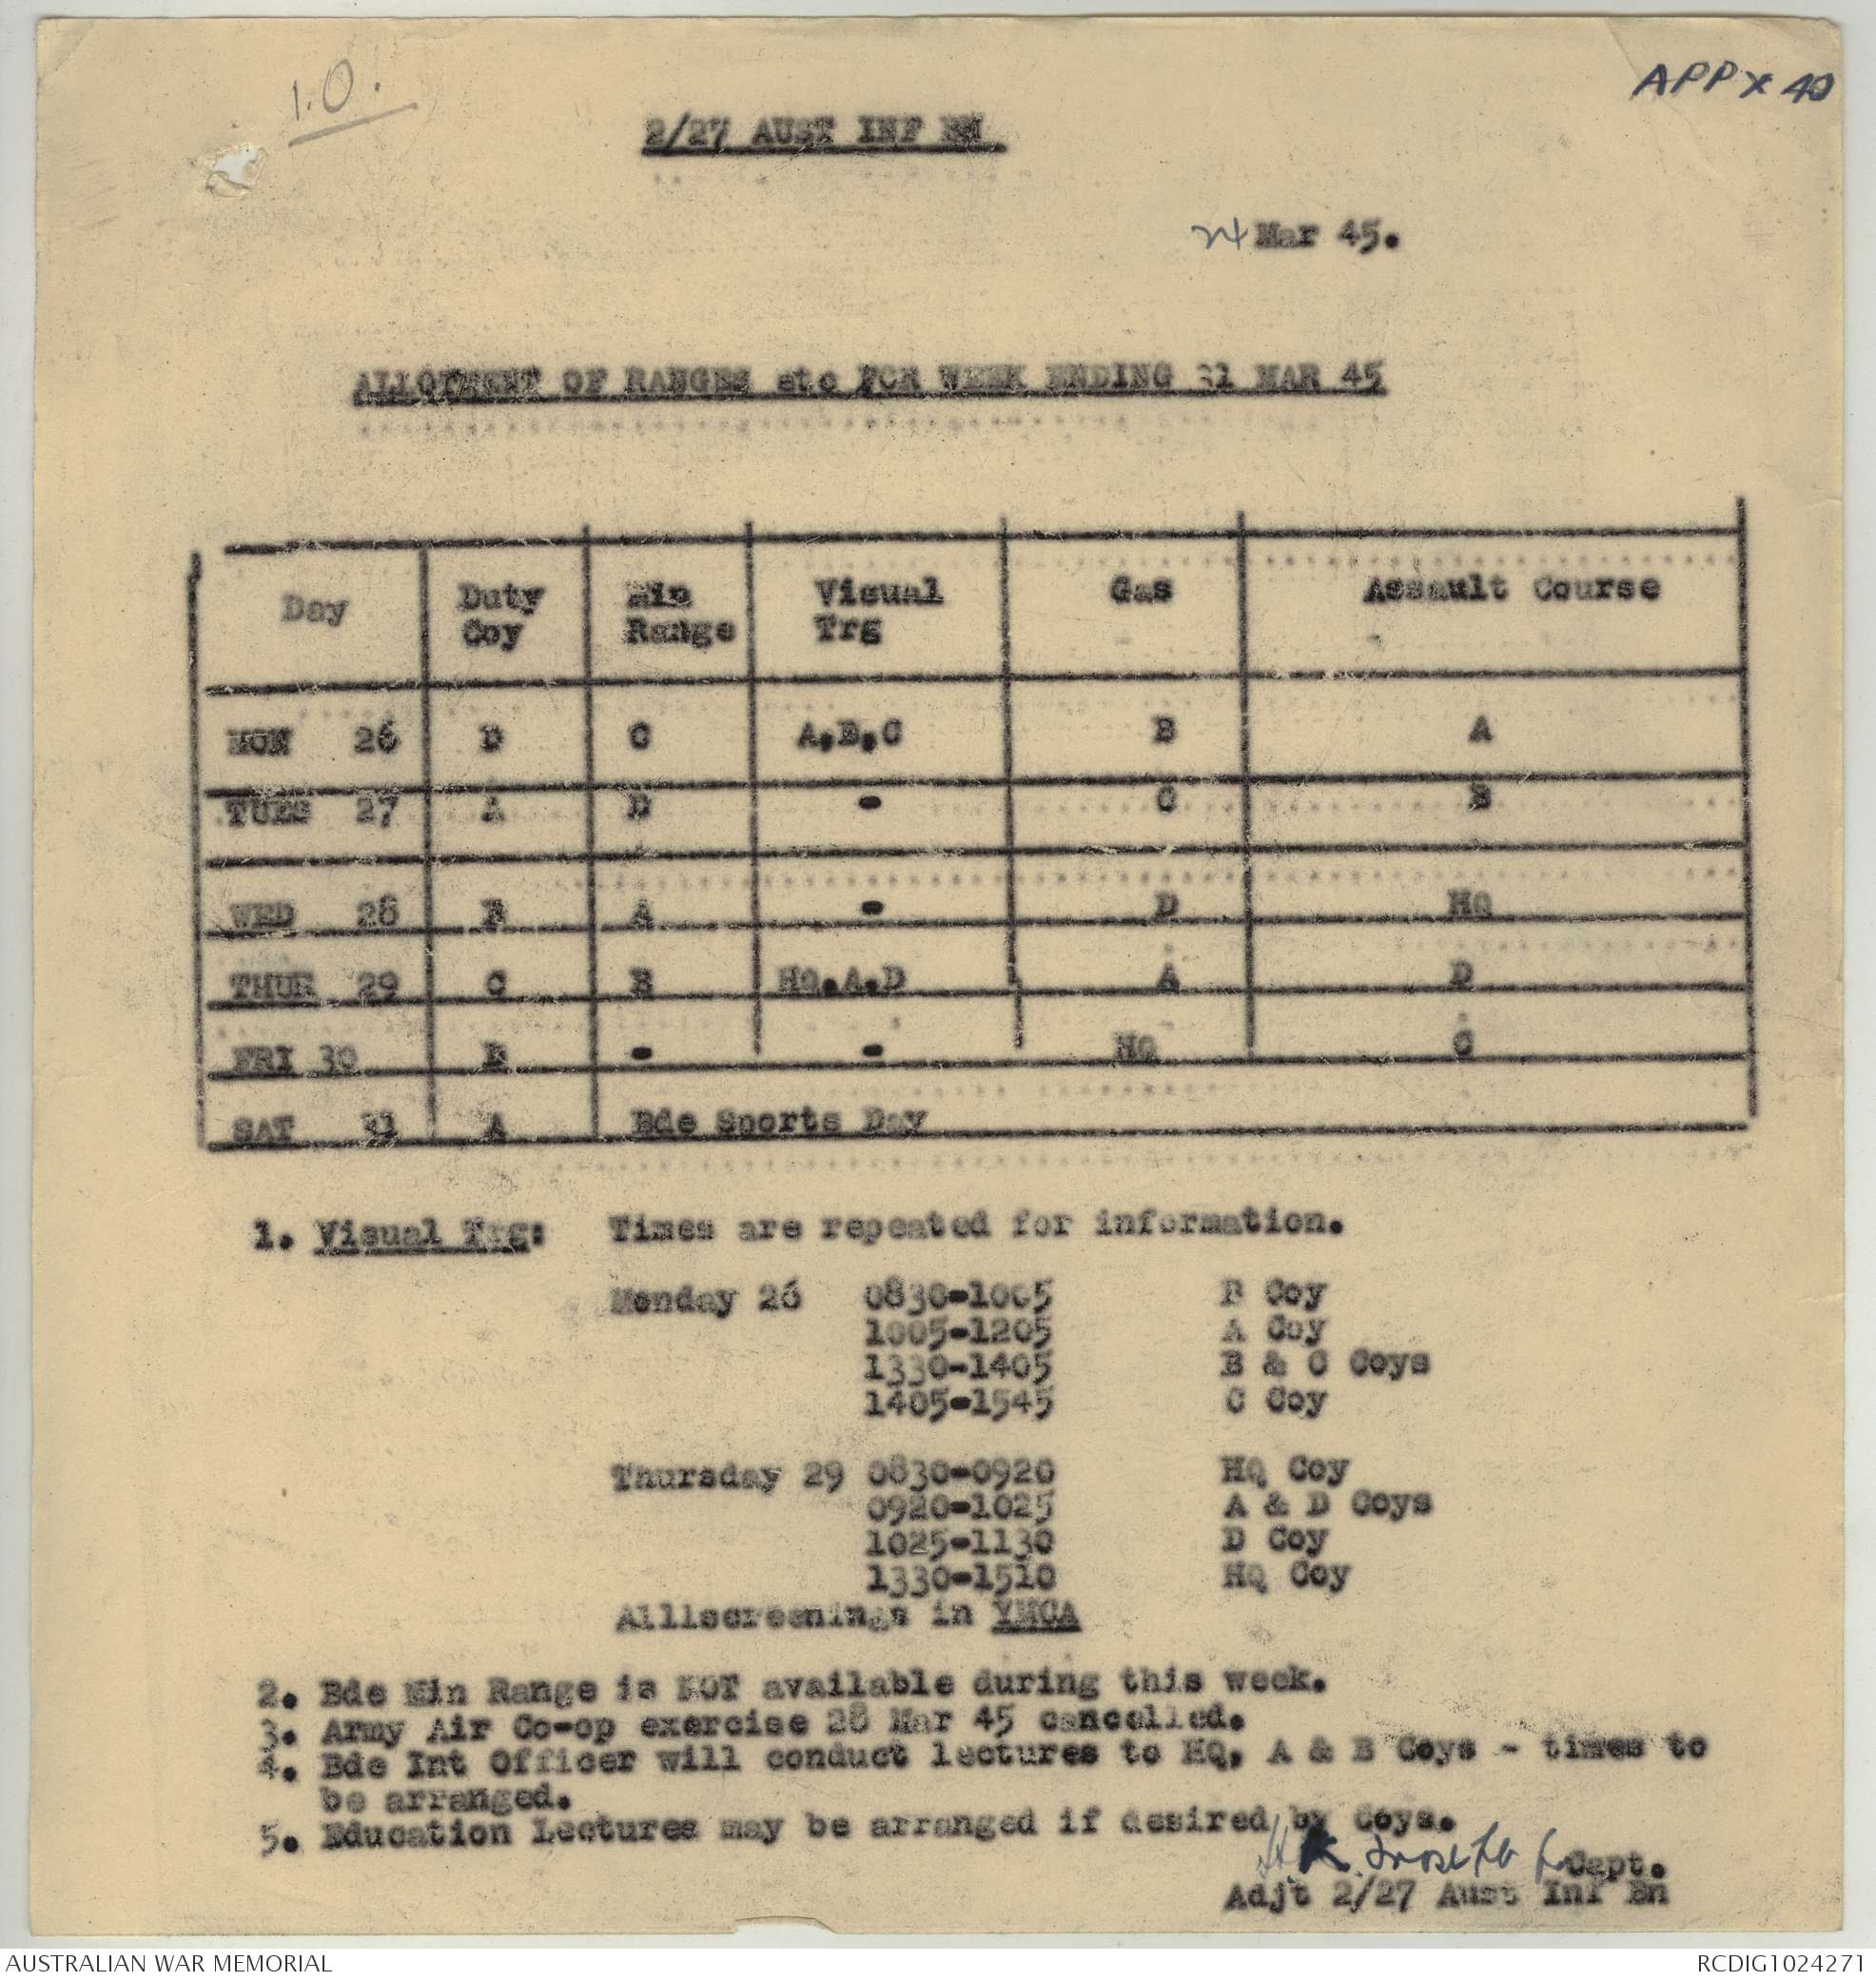 1.0.
APPX 40
2/27 AUST INF BN
24 Mar 45.
ALLOTMENT OF RANGES etc FOR WEEK ENDING 31 MAR 45
Day Duty Coy Min Range Visual Trg Gas Assault Course
MON 26 D C A,B,C B A
TUES 27 A D - C B
WED 28 B A - D HQ
THUR 29 C B HQ.A.D A D
FRI 30 D - - HQ C
SAT 31 A Bde Sports Day
1. Visual Trg: Times are repeated for information.
Monday 26 0830-1005 B Coy
1005-1205 A Coy
1330-1405 B & C Coys
1405-1545 C Coy
Thursday 29 0830-0920 HQ Coy
0920-1025 A & D Coys
1025-1130 D Coy
1330-1510 HQ Coy
Alllscreenings in YMCA
2. Bde Min Range is NOT available during this week.
3. Army Air Co-op exercise 28 Mar 45 cancelled.
4. Bde Int Officer will conduct lectures to HQ, A & B Coys - times to
be arranged.
5. Education Lectures may be arranged if desired by Coys.
Capt.
Adjt 2/27 Aust Inf Bn
AUSTRALIAN WAR MEMORIAL
RCDIG1024271